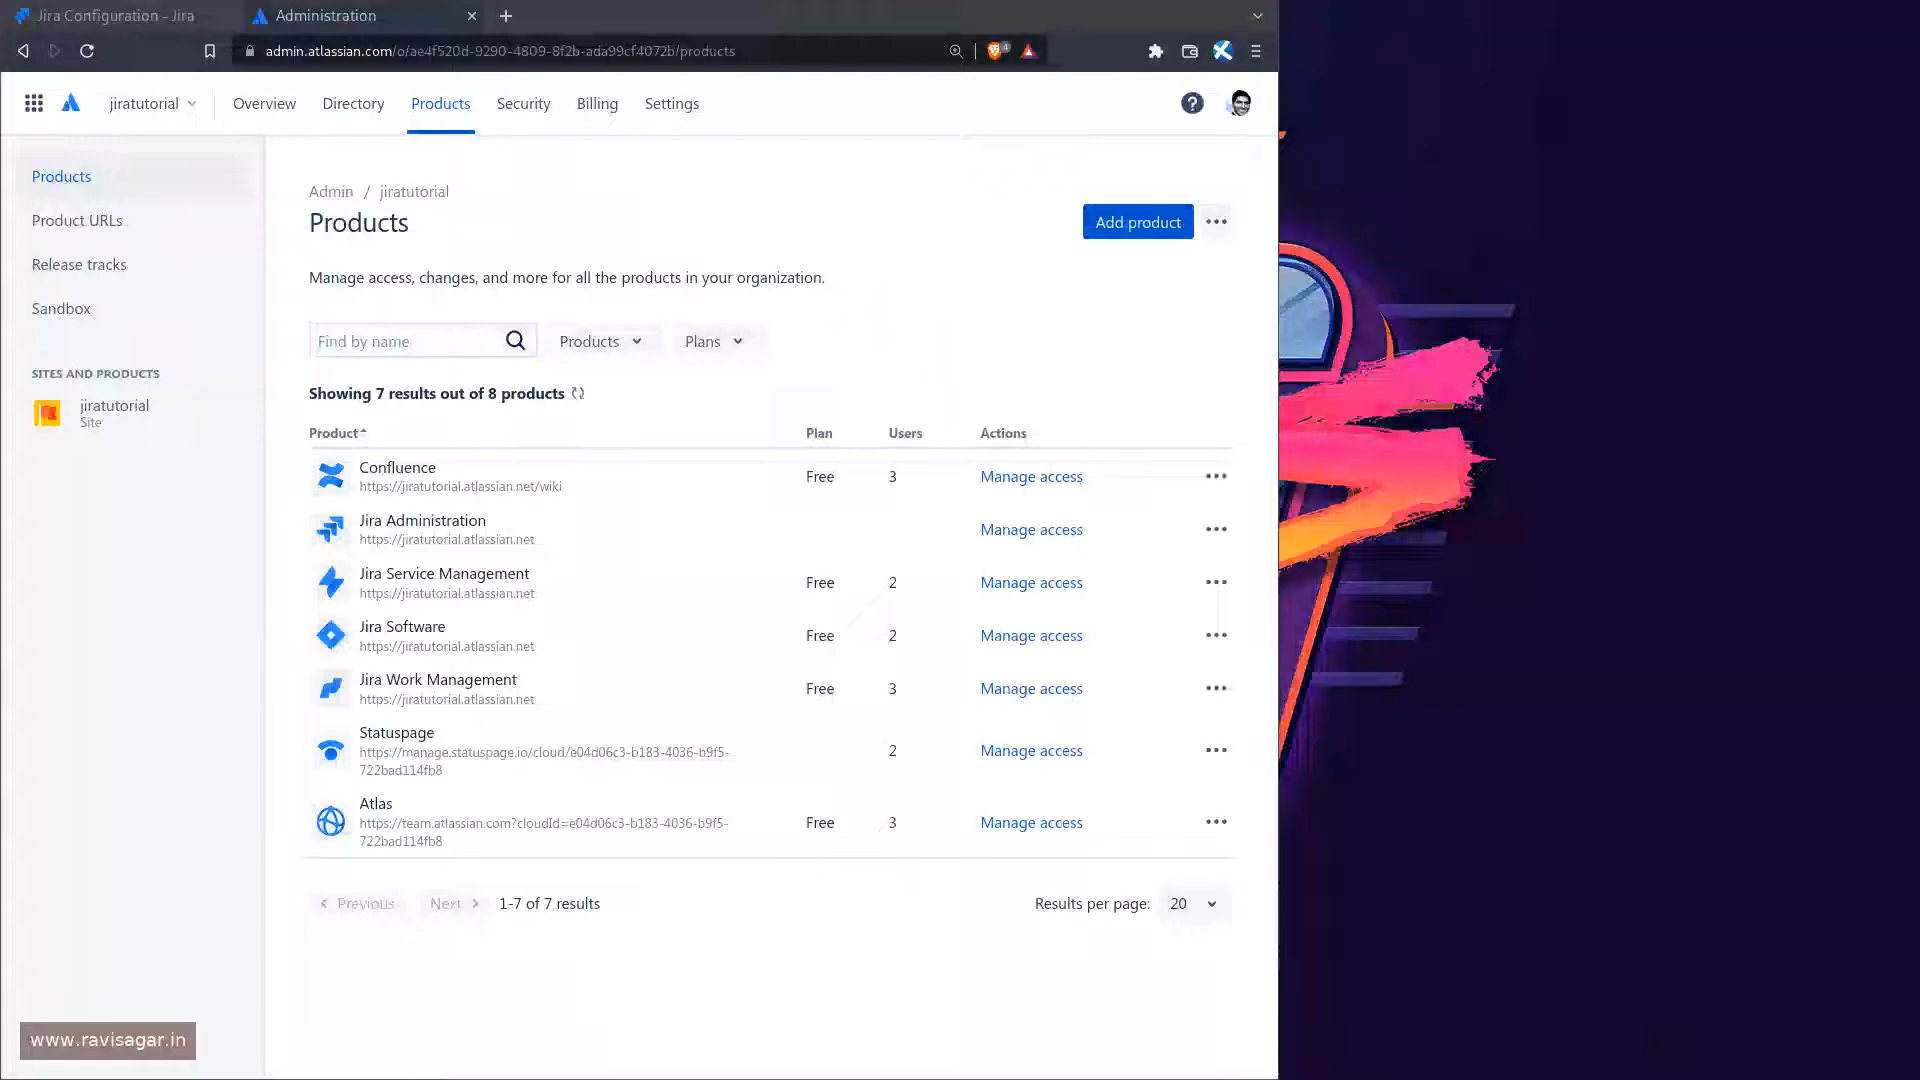 Jira Configuration - Jira
Administration
admin.atlassian.com/o/ae4f520d-9290-4809-8f2b-ada99cf4072b/products
4
jiratutorial
Overview
Directory
Products
Security
Billing
Settings
Products
Product URLs
Release tracks
Sandbox
SITES AND PRODUCTS
jiratutorial
Site
Admin / jiratutorial
Products
Add product
Manage access, changes, and more for all the products in your organization.
Find by name
Products
Plans
Showing 7 results out of 8 products
Product Plan Users Actions
Confluence
https://jiratutorial.atlassian.net/wiki
Free 3 Manage access
Jira Administration
https://jiratutorial.atlassian.net
Manage access
Jira Service Management
https://jiratutorial.atlassian.net
Free 2 Manage access
Jira Software
https://jiratutorial.atlassian.net
Free 2 Manage access
Jira Work Management
https://jiratutorial.atlassian.net
Free 3 Manage access
Statuspage
https://manage.statuspage.io/cloud/e04d06c3-b183-4036-b9f5-
722bad114fb8
2 Manage access
Atlas
https://team.atlassian.com?cloudId=e04d06c3-b183-4036-b9f5-
722bad114fb8
Free 3 Manage access
Previous Next 1-7 of 7 results
Results per page: 20
www.ravisagar.in